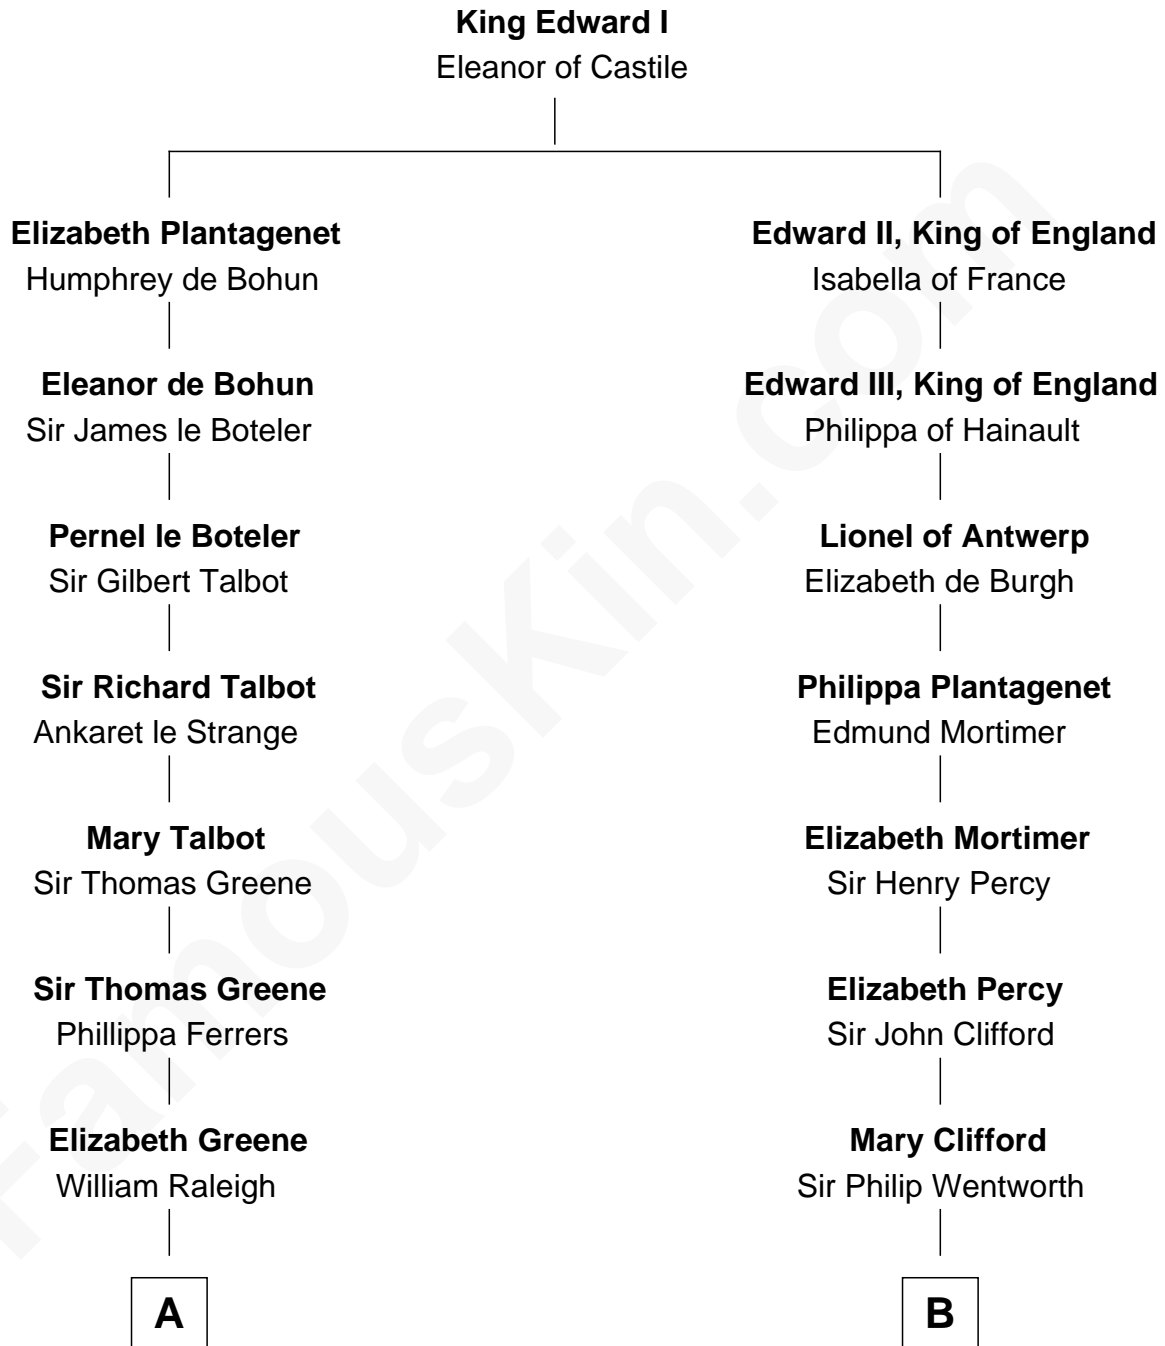 King Edward I
Eleanor of Castile
Elizabeth Plantagenet
Humphrey de Bohun
Edward II, King of England
Isabella of France
Eleanor de Bohun
Sir James le Boteler
Edward III, King of England
Philippa of Hainault
Pernel le Boteler
Sir Gilbert Talbot
Lionel of Antwerp
Elizabeth de Burgh
Sir Richard Talbot
Ankaret le Strange
Philippa Plantagenet
Edmund Mortimer
Mary Talbot
Sir Thomas Greene
Elizabeth Mortimer
Sir Henry Percy
Sir Thomas Greene
Phillippa Ferrers
Elizabeth Percy
Sir John Clifford
Elizabeth Greene
William Raleigh
Mary Clifford
Sir Philip Wentworth
A
B
FamousKin.com